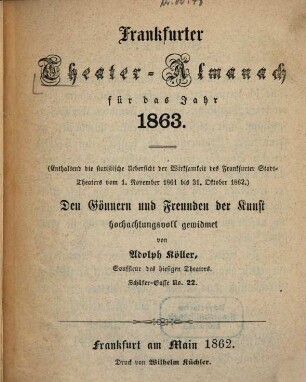 Frankfurter
Theater-Almanach
für das Jahr
1863.
(Enthaltend die statistische Uebersicht der Wirksamkeit des Frankfurter Stadt-
Theaters vom 1. November 1861 bis 31. Oktober 1862.)
Den Gönnern und Freunden der Kunst
hochachtungsvoll gewidmet
von
Adolph Köller,
Souffleur des hiesigen Theaters.
Schäfer-Gasse No. 22.
Frankfurt am Main 1862.
Druck von Wilhelm Küchler.